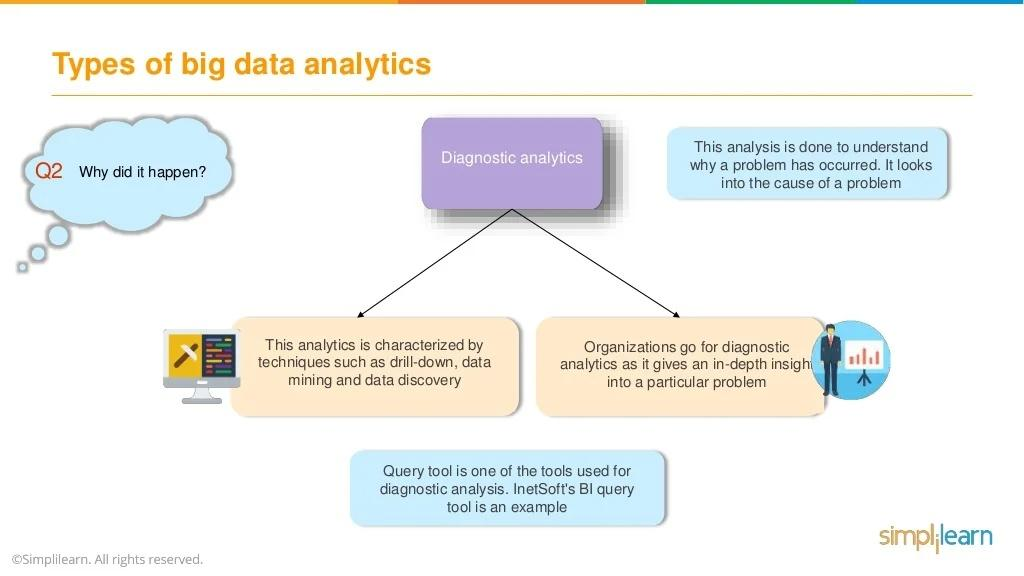 Types of big data analytics
Q2 Why did it happen?
Diagnostic analytics
This analysis is done to understand
why a problem has occurred. It looks
into the cause of a problem
This analytics is characterized by
techniques such as drill-down, data
mining and data discovery
Organizations go for diagnostic
analytics as it gives an in-depth insight
into a particular problem
Query tool is one of the tools used for
diagnostic analysis. InetSoft's BI query
tool is an example
©Simplilearn. All rights reserved.
simplilearn